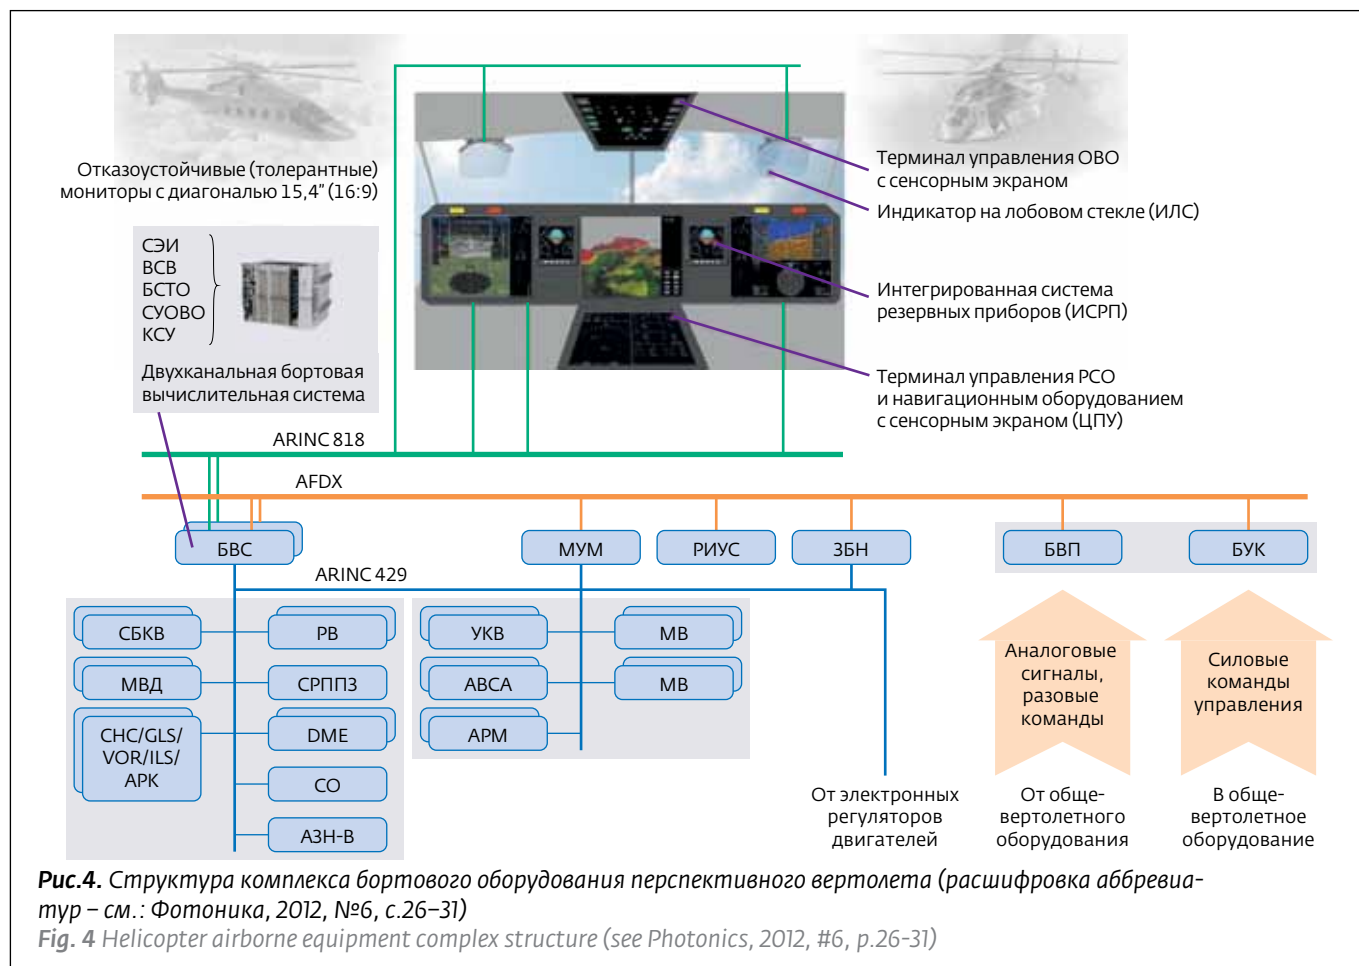 Отказоустойчивые (толерантные)
мониторы с диагональю 15,4" (16:9)
СЭИ
ВСВ
БСТО
СУОВО
КСУ
Двухканальная бортовая
вычислительная система
Терминал управления ОВО
с сенсорным экраном
Индикатор на лобовом стекле (ИЛС)
Интегрированная система
резервных приборов (ИСРП)
Терминал управления РСО
и навигационным оборудованием
с сенсорным экраном (ЦПУ)
ARINC 818
AFDX
БВС
МУМ
РИУС
ЗБН
БВП
БУК
ARINC 429
СБКВ
РВ
МВД
СРППЗ
СНС/GLS/
VOR/ILS/
АРК
DME
СО
АЗН-В
УКВ
МВ
АВСА
МВ
АРМ
Аналоговые
сигналы,
разовые
команды
Силовые
команды
управления
От электронных
регуляторов
двигателей
От обще-
вертолетного
оборудования
В обще-
вертолетное
оборудование
Рис.4. Структура комплекса бортового оборудования перспективного вертолета (расшифровка аббревиа-
тур – см.: Фотоника, 2012, №6, с.26–31)
Fig. 4 Helicopter airborne equipment complex structure (see Photonics, 2012, #6, p.26-31)